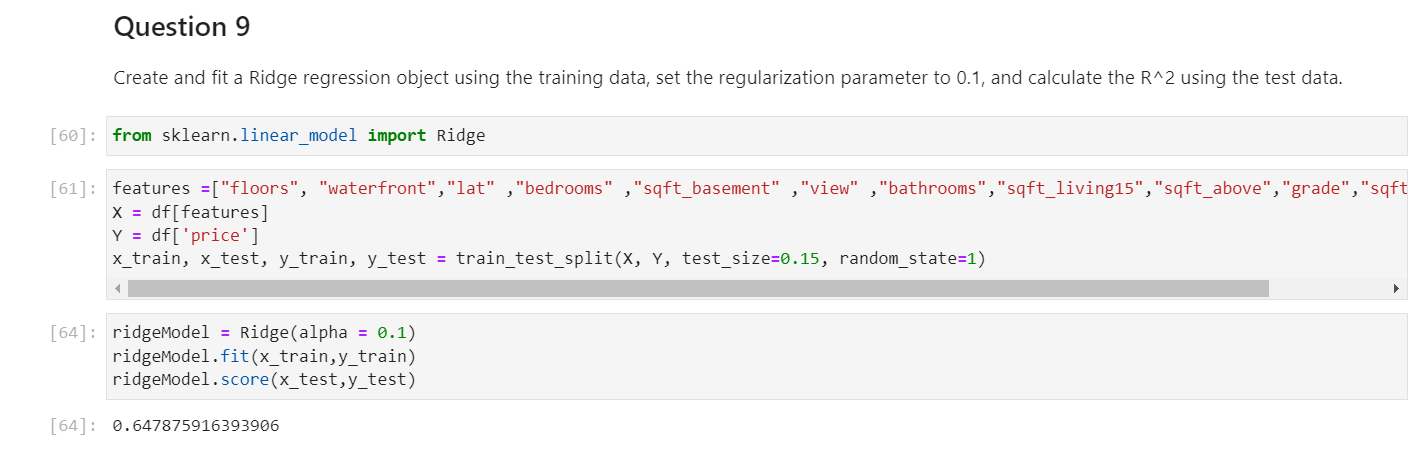 Question 9
Create and fit a Ridge regression object using the training data, set the regularization parameter to 0.1, and calculate the R^2 using the test data.
[60]: from sklearn.linear_model import Ridge
[61]: features =["floors", "waterfront","lat" ,"bedrooms" ,"sqft_basement" ,"view" ,"bathrooms","sqft_living15","sqft_above","grade","sqft
X = df[features]
Y = df['price']
x_train, x_test, y_train, y_test = train_test_split(X, Y, test_size=0.15, random_state=1)
[64]: ridgeModel = Ridge(alpha = 0.1)
ridgeModel.fit(x_train,y_train)
ridgeModel.score(x_test,y_test)
[64]: 0.647875916393906